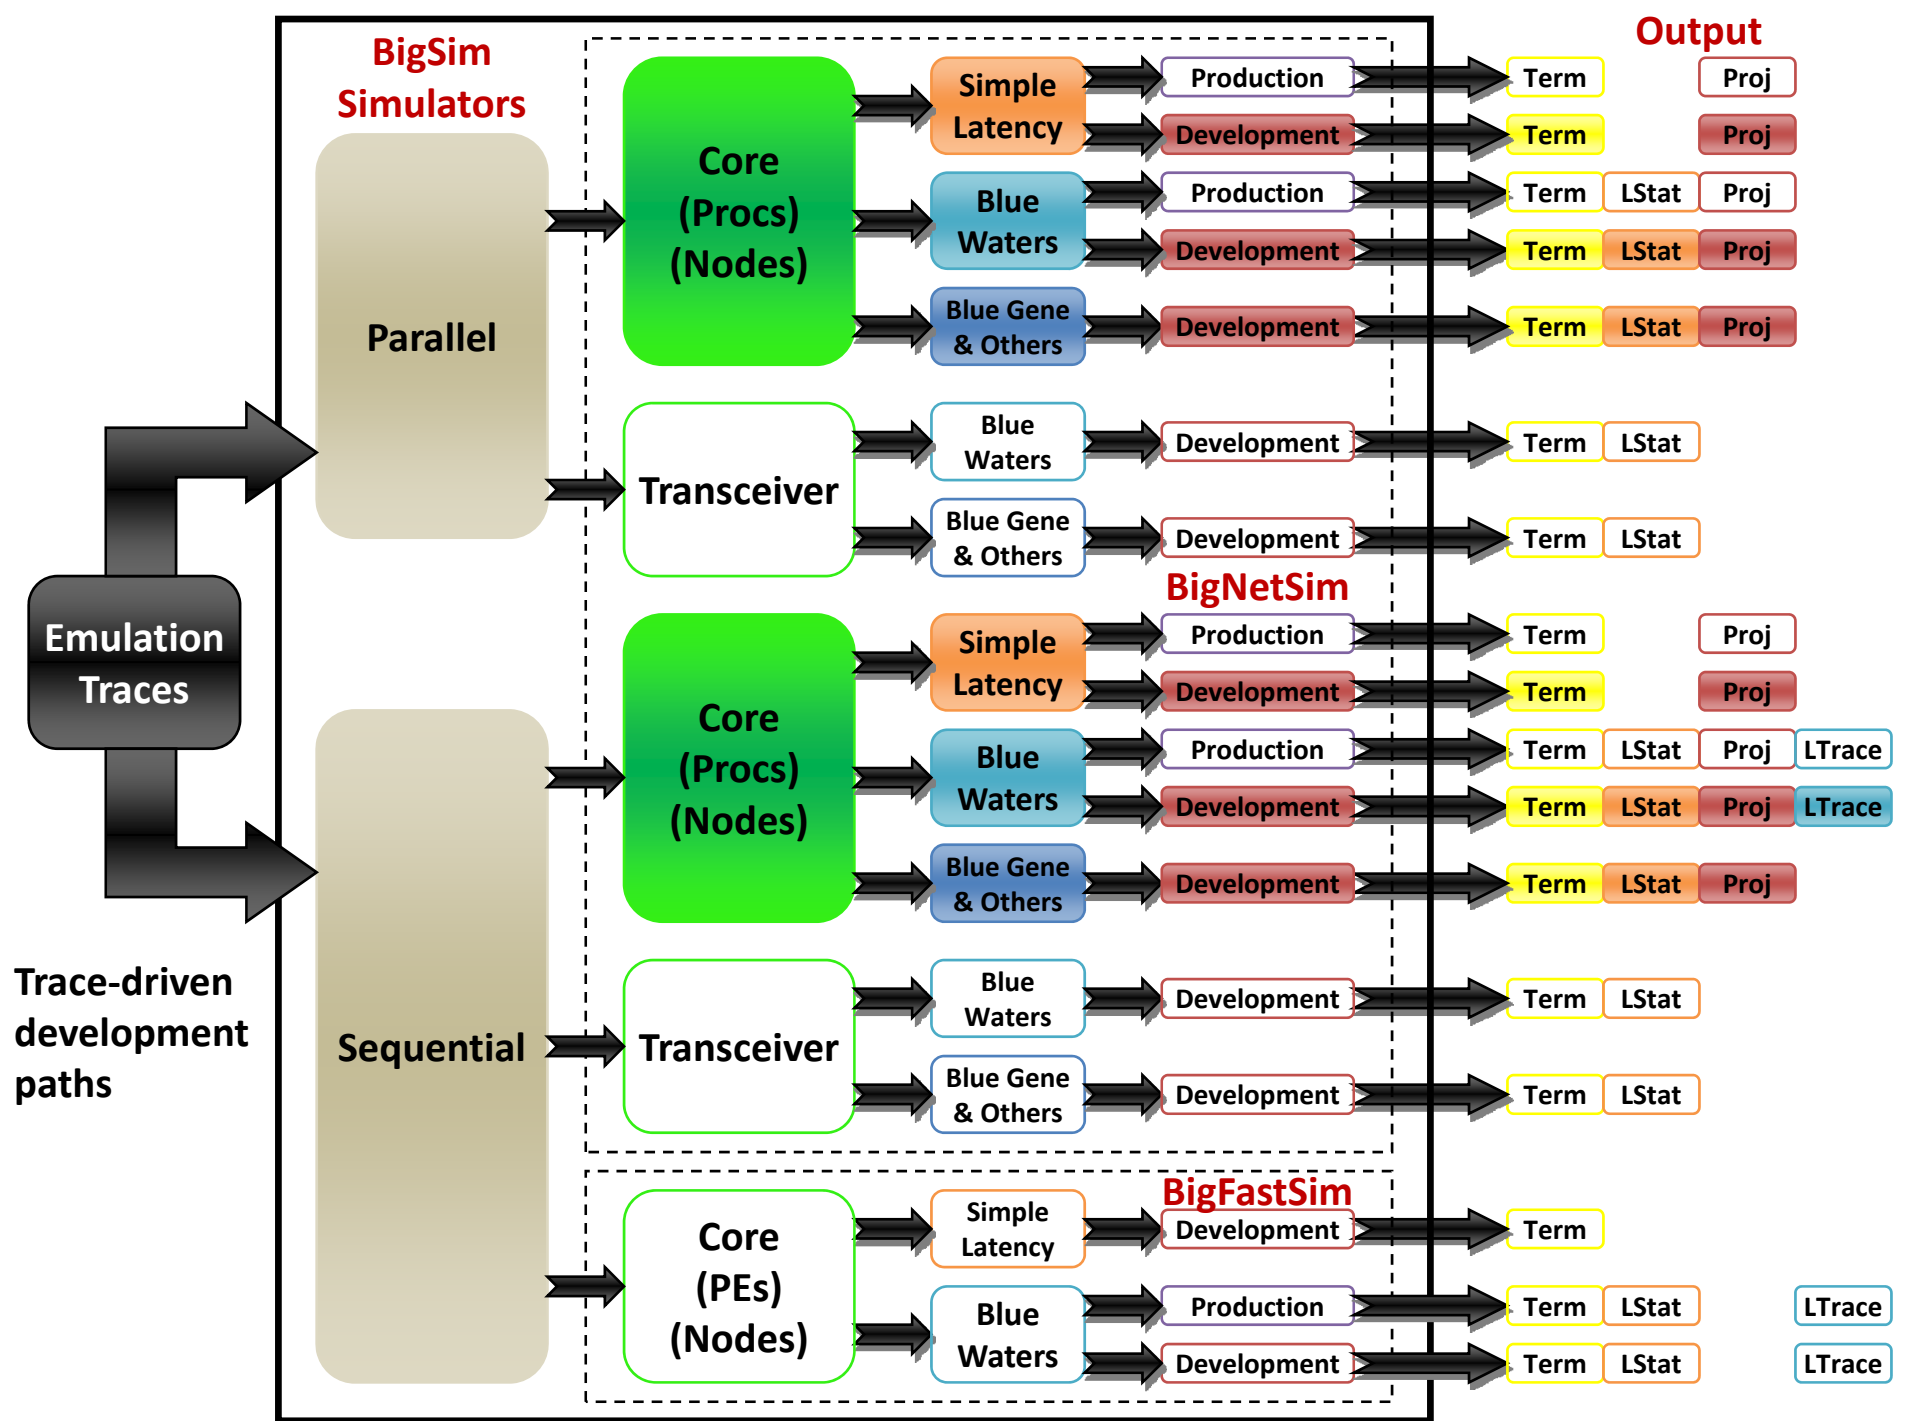 BigSim
Simulators
Output
Parallel
Core
(Procs)
(Nodes)
Simple
Latency
Production
Term
Proj
Development
Term
Proj
Blue
Waters
Production
Term
LStat
Proj
Development
Term
LStat
Proj
Blue Gene
& Others
Development
Term
LStat
Proj
Transceiver
Blue
Waters
Development
Term
LStat
Blue Gene
& Others
Development
Term
LStat
BigNetSim
Emulation
Traces
Trace-driven
development
paths
Sequential
Core
(Procs)
(Nodes)
Simple
Latency
Production
Term
Proj
Development
Term
Proj
Blue
Waters
Production
Term
LStat
Proj
LTrace
Development
Term
LStat
Proj
LTrace
Blue Gene
& Others
Development
Term
LStat
Proj
Transceiver
Blue
Waters
Development
Term
LStat
Blue Gene
& Others
Development
Term
LStat
BigFastSim
Core
(PEs)
(Nodes)
Simple
Latency
Development
Term
Blue
Waters
Production
Term
LStat
LTrace
Development
Term
LStat
LTrace